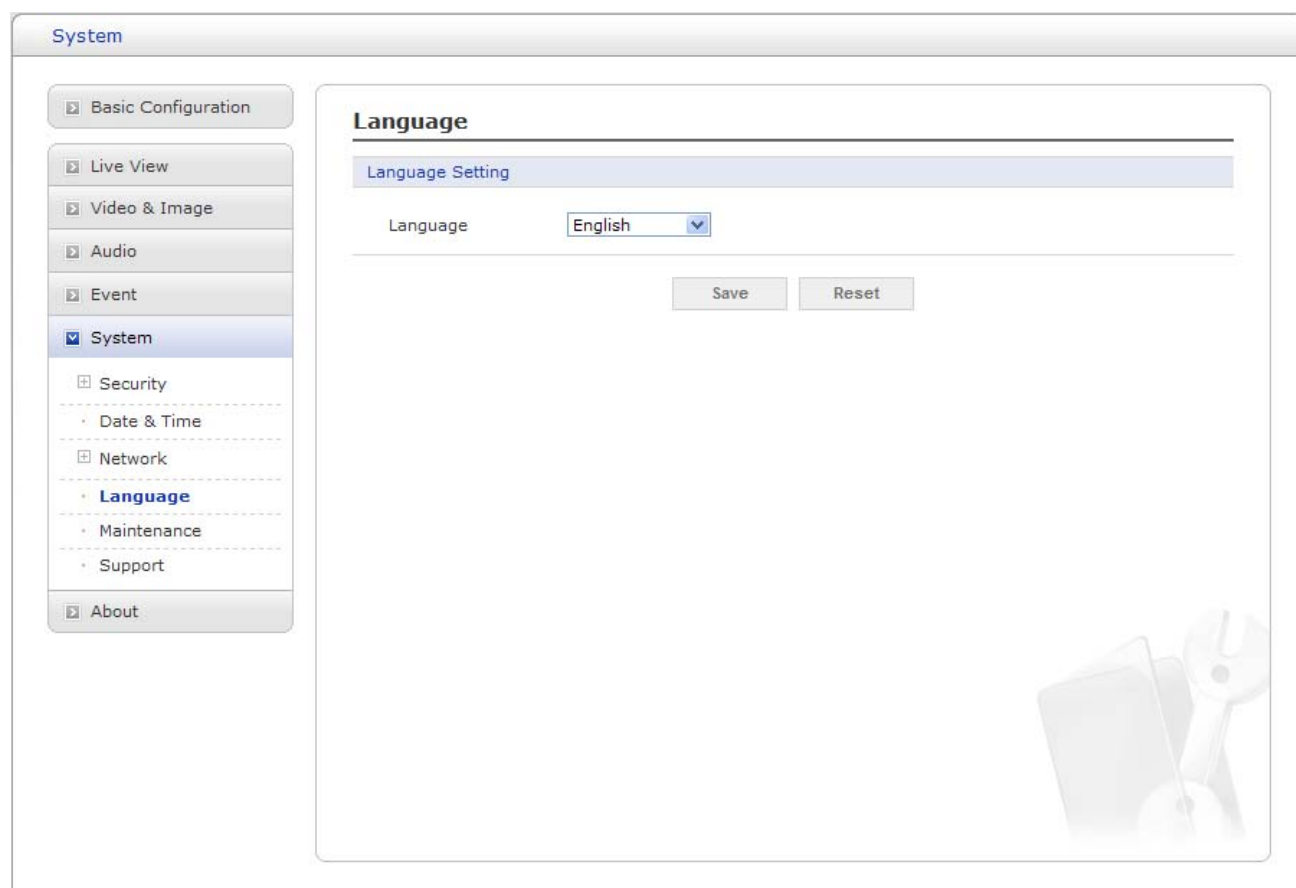 System
Basic Configuration
Live View
Video & Image
Audio
Event
System
Security
Date & Time
Network
Language
Maintenance
Support
About
Language
Language Setting
Language English
Save Reset